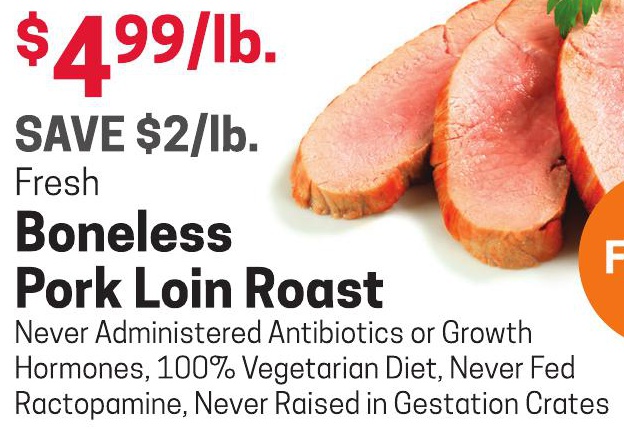 $4.99/lb.
SAVE $2/lb.
Fresh
Boneless
Pork Loin Roast
Never Administered Antibiotics or Growth
Hormones, 100% Vegetarian Diet, Never Fed
Ractopamine, Never Raised in Gestation Crates